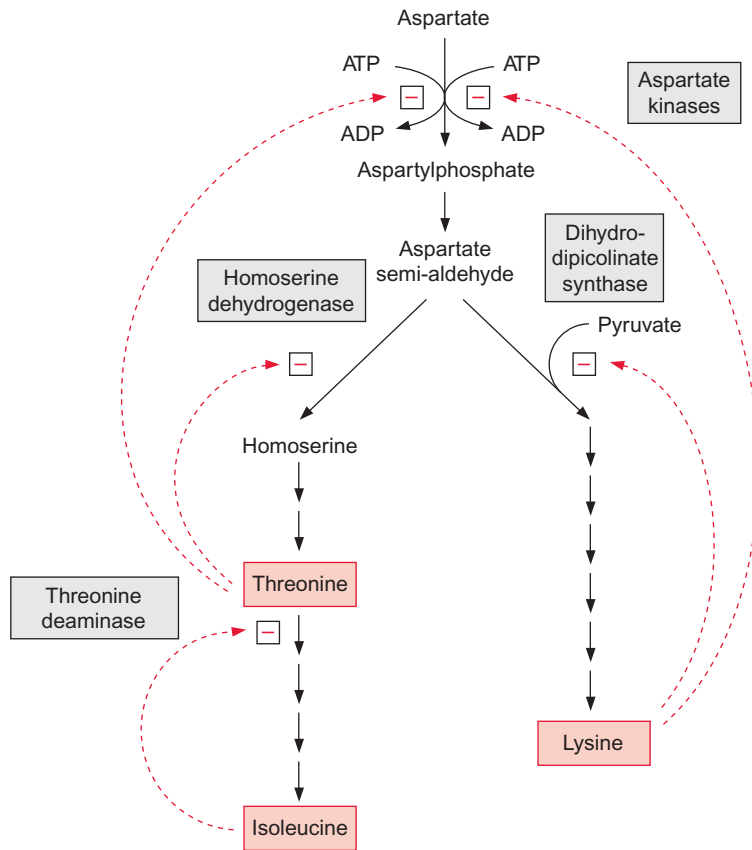 Aspartate
ATP
ATP
Aspartate
kinases
−
−
ADP
ADP
Aspartylphosphate
Aspartate
semi-aldehyde
Dihydro-
dipicolinate
synthase
Homoserine
dehydrogenase
Pyruvate
−
−
Homoserine
Threonine
Threonine
deaminase
−
Lysine
Isoleucine